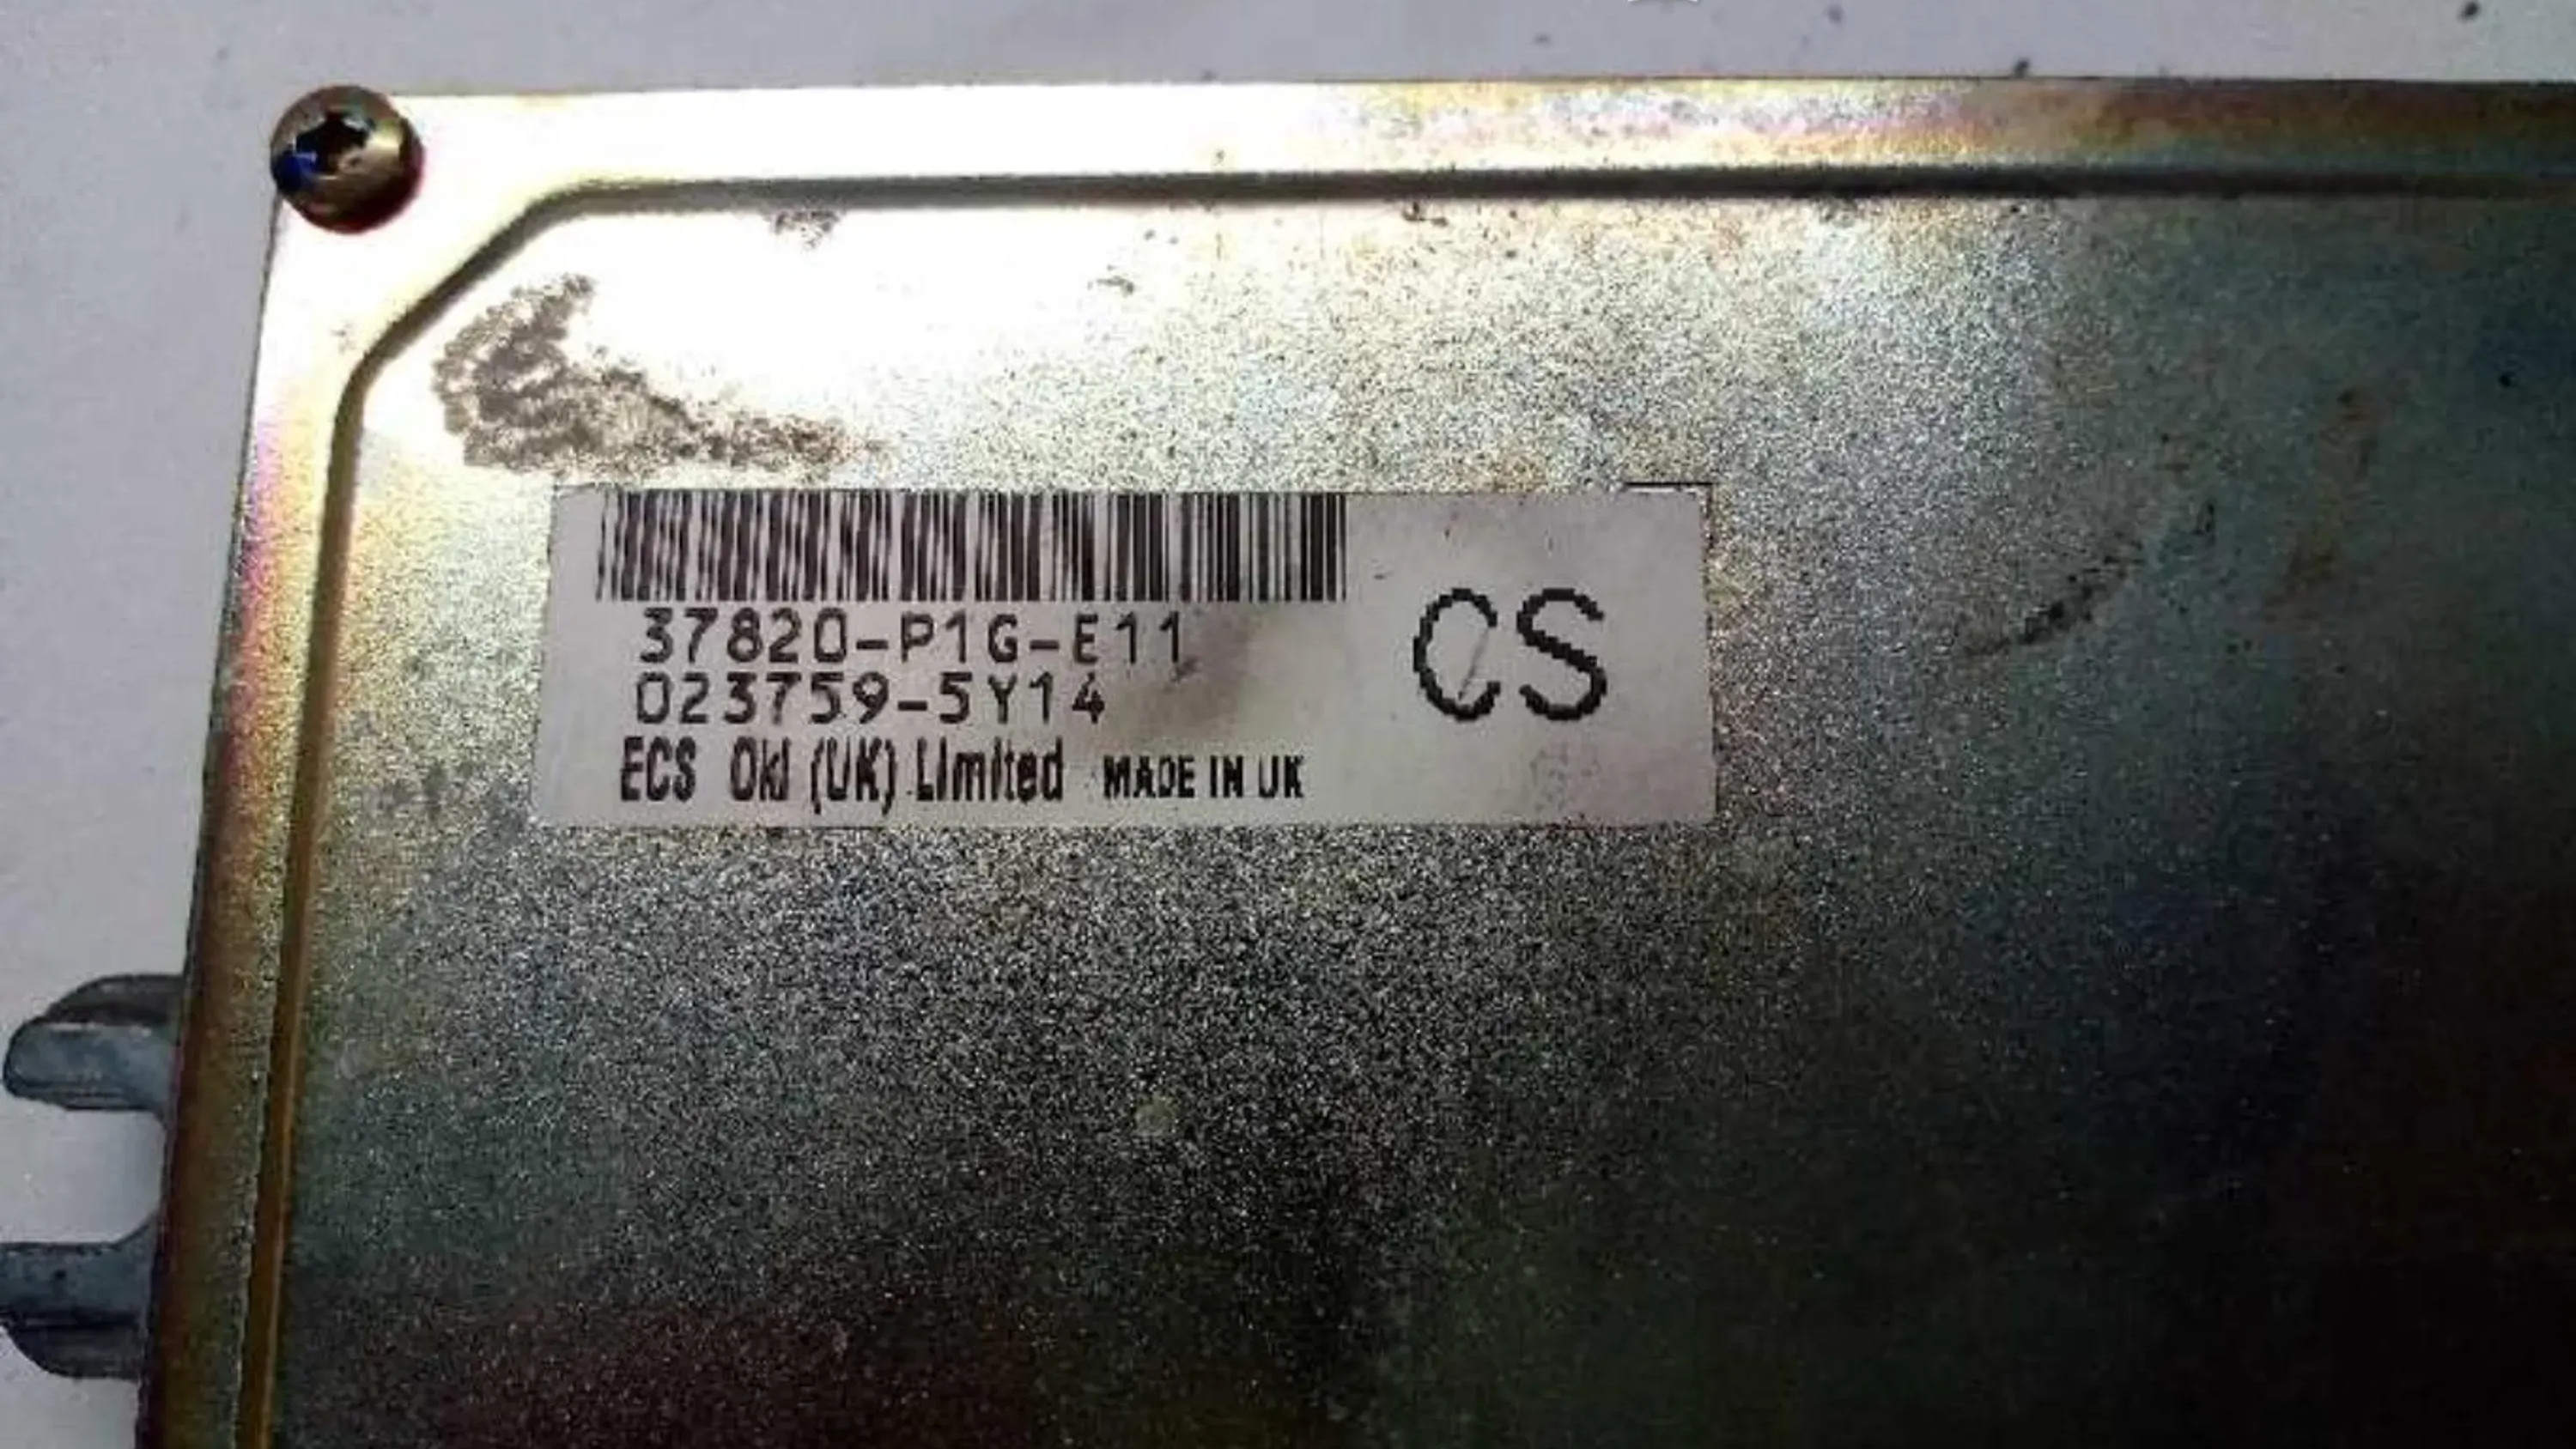 37820-P1G-E11
023759-5Y14
ECS Oki (UK) Limited MADE IN UK
CS